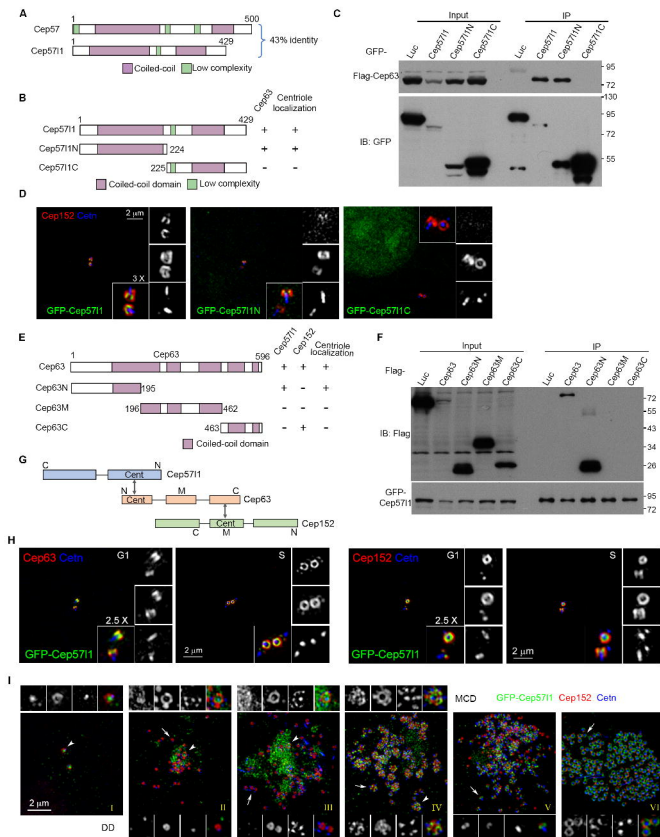 A
1 500
Cep57
1 429
Cep57l1
43% identity
Coiled-coil Low complexity
B
Cep63
Centriole localization
1 429
Cep57l1 + +
Cep57l1N 224 + +
225
Cep57l1C - -
Coiled-coil domain Low complexity
C
Input IP
GFP-
Luc Cep57l1 Cep57l1N Cep57l1C Luc Cep57l1 Cep57l1N Cep57l1C
Flag-Cep63
95
72
130
95
IB: GFP
55
D
Cep152 Cetn
2 μm
3 X
GFP-Cep57l1
GFP-Cep57l1N
GFP-Cep57l1C
E
Cep57l1
Cep152
Centriole localization
1 Cep63 596
Cep63 + + +
Cep63N 195 + - +
Cep63M 196 462 - - -
Cep63C 463 - + -
Coiled-coil domain
F
Input IP
Flag-
Luc Cep63 Cep63N Cep63M Cep63C Luc Cep63 Cep63N Cep63M Cep63C
72
55
43
34
IB: Flag
26
GFP-Cep57l1
95
72
G
C N
Cent Cep57l1
N M C
Cent Cep63
Cent Cep152
C M N
H
Cep63 Cetn G1
2.5 X
GFP-Cep57l1
S
2 μm
Cep152 Cetn G1
2.5 X
GFP-Cep57l1
S
2 μm
I
MCD GFP-Cep57l1 Cep152 Cetn
2 μm
I II III IV V VI
DD